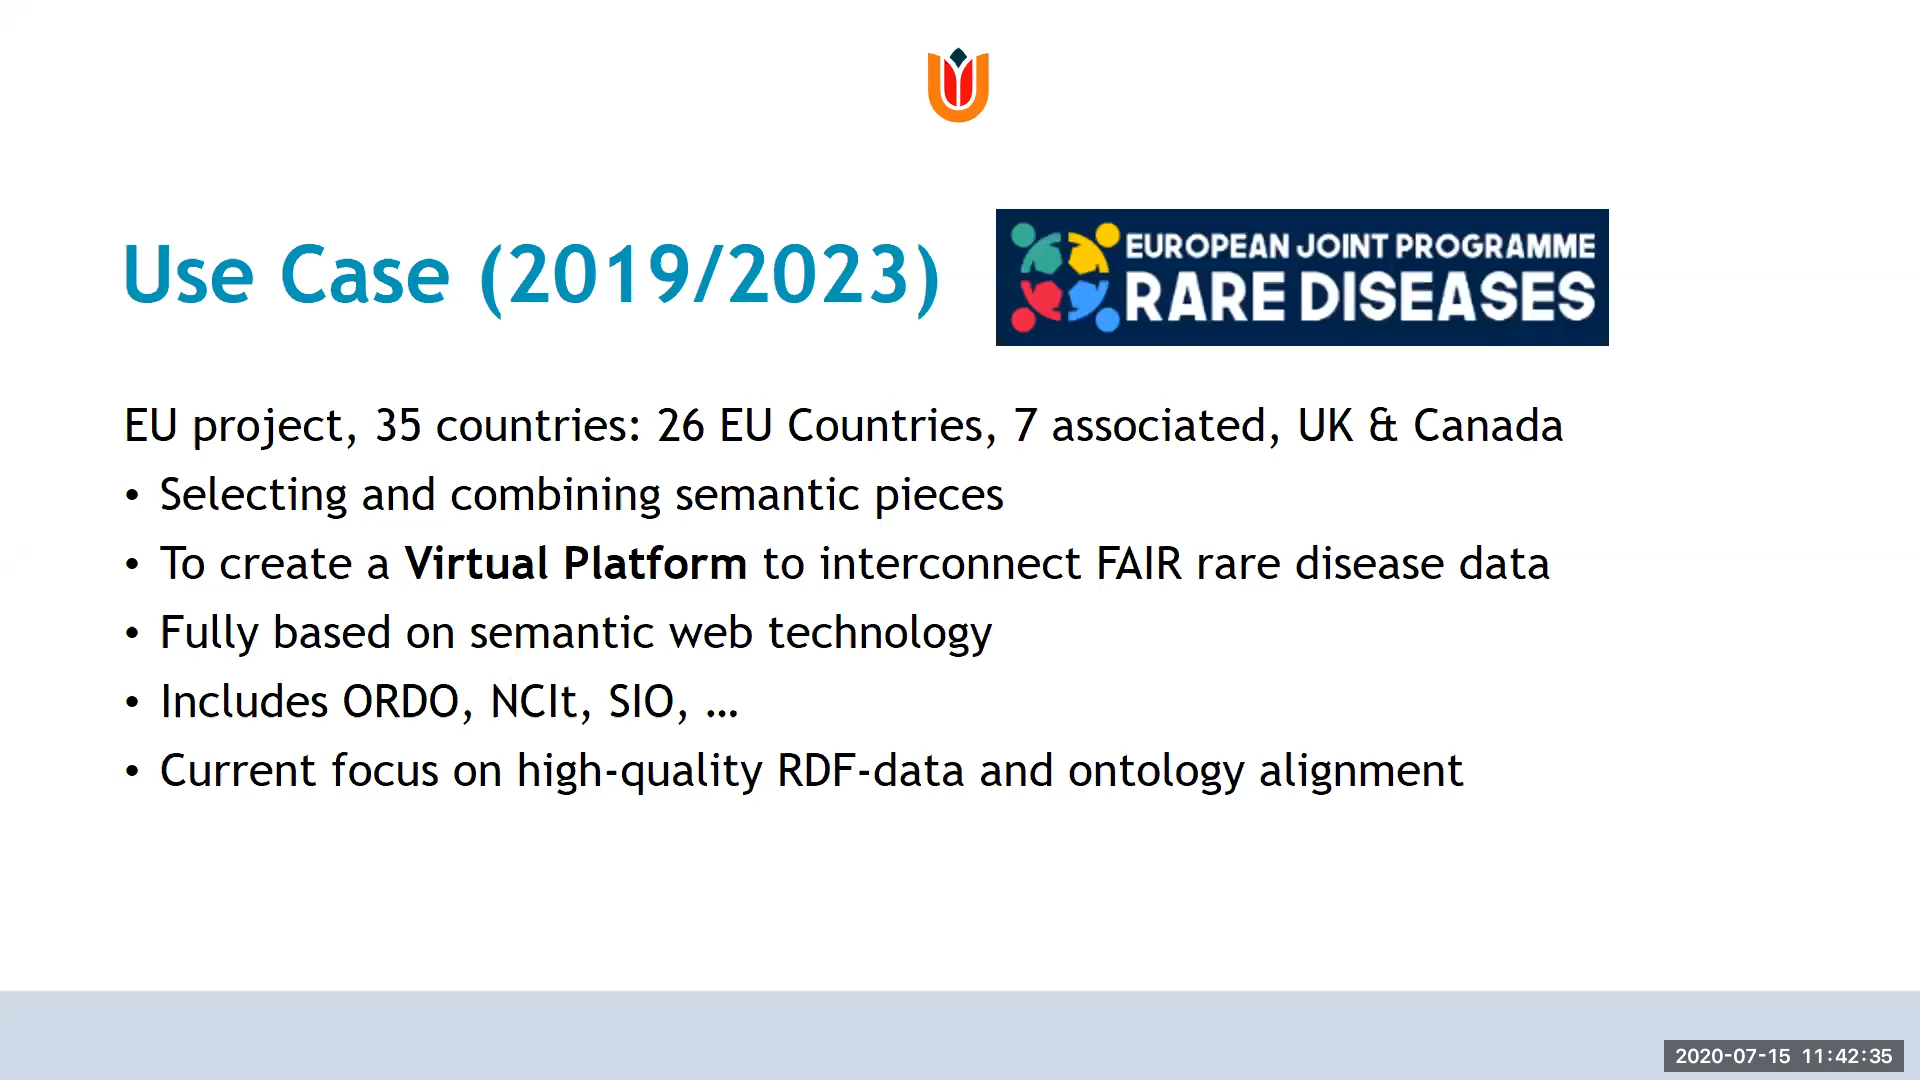 Use Case (2019/2023)
EUROPEAN JOINT PROGRAMME
RARE DISEASES
EU project, 35 countries: 26 EU Countries, 7 associated, UK & Canada
• Selecting and combining semantic pieces
• To create a Virtual Platform to interconnect FAIR rare disease data
• Fully based on semantic web technology
• Includes ORDO, NCIt, SIO, …
• Current focus on high-quality RDF-data and ontology alignment
2020-07-15 11:42:35